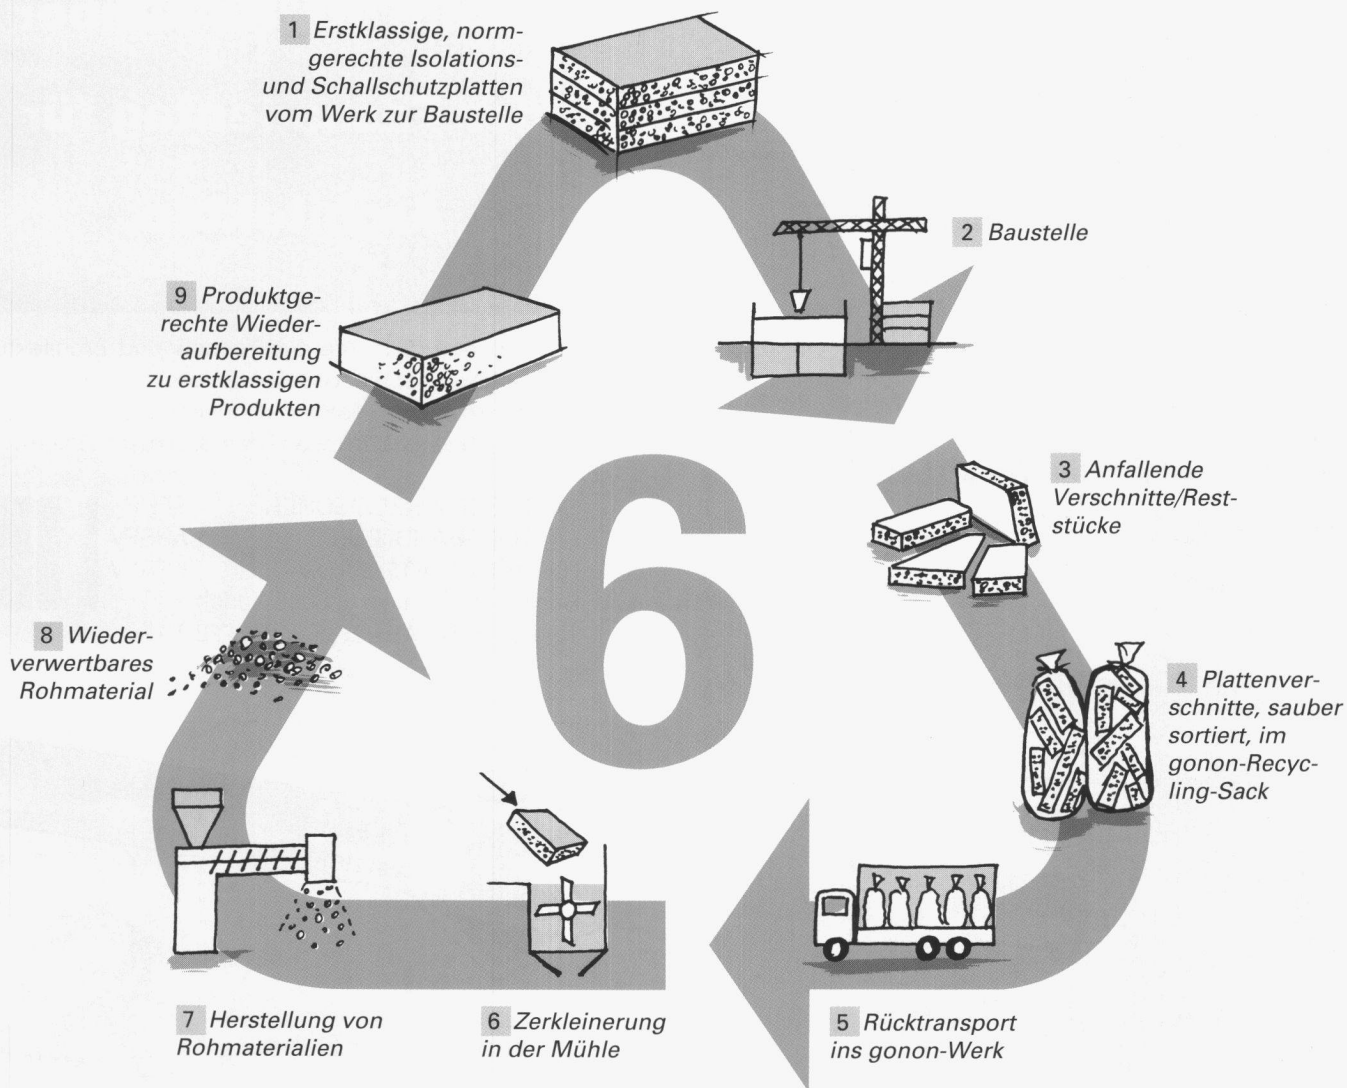 1 Erstklassige, norm-
gerechte Isolations-
und Schallschutzplatten
vom Werk zur Baustelle
2 Baustelle
3 Anfallende
Verschnitte/Rest-
stücke
4 Plattenver-
schnitte, sauber
sortiert, im
gonon-Recyc-
ling-Sack
5 Rücktransport
ins gonon-Werk
6 Zerkleinerung
in der Mühle
7 Herstellung von
Rohmaterialien
8 Wieder-
verwertbares
Rohmaterial
9 Produktge-
rechte Wieder-
aufbereitung
zu erstklassigen
Produkten
6